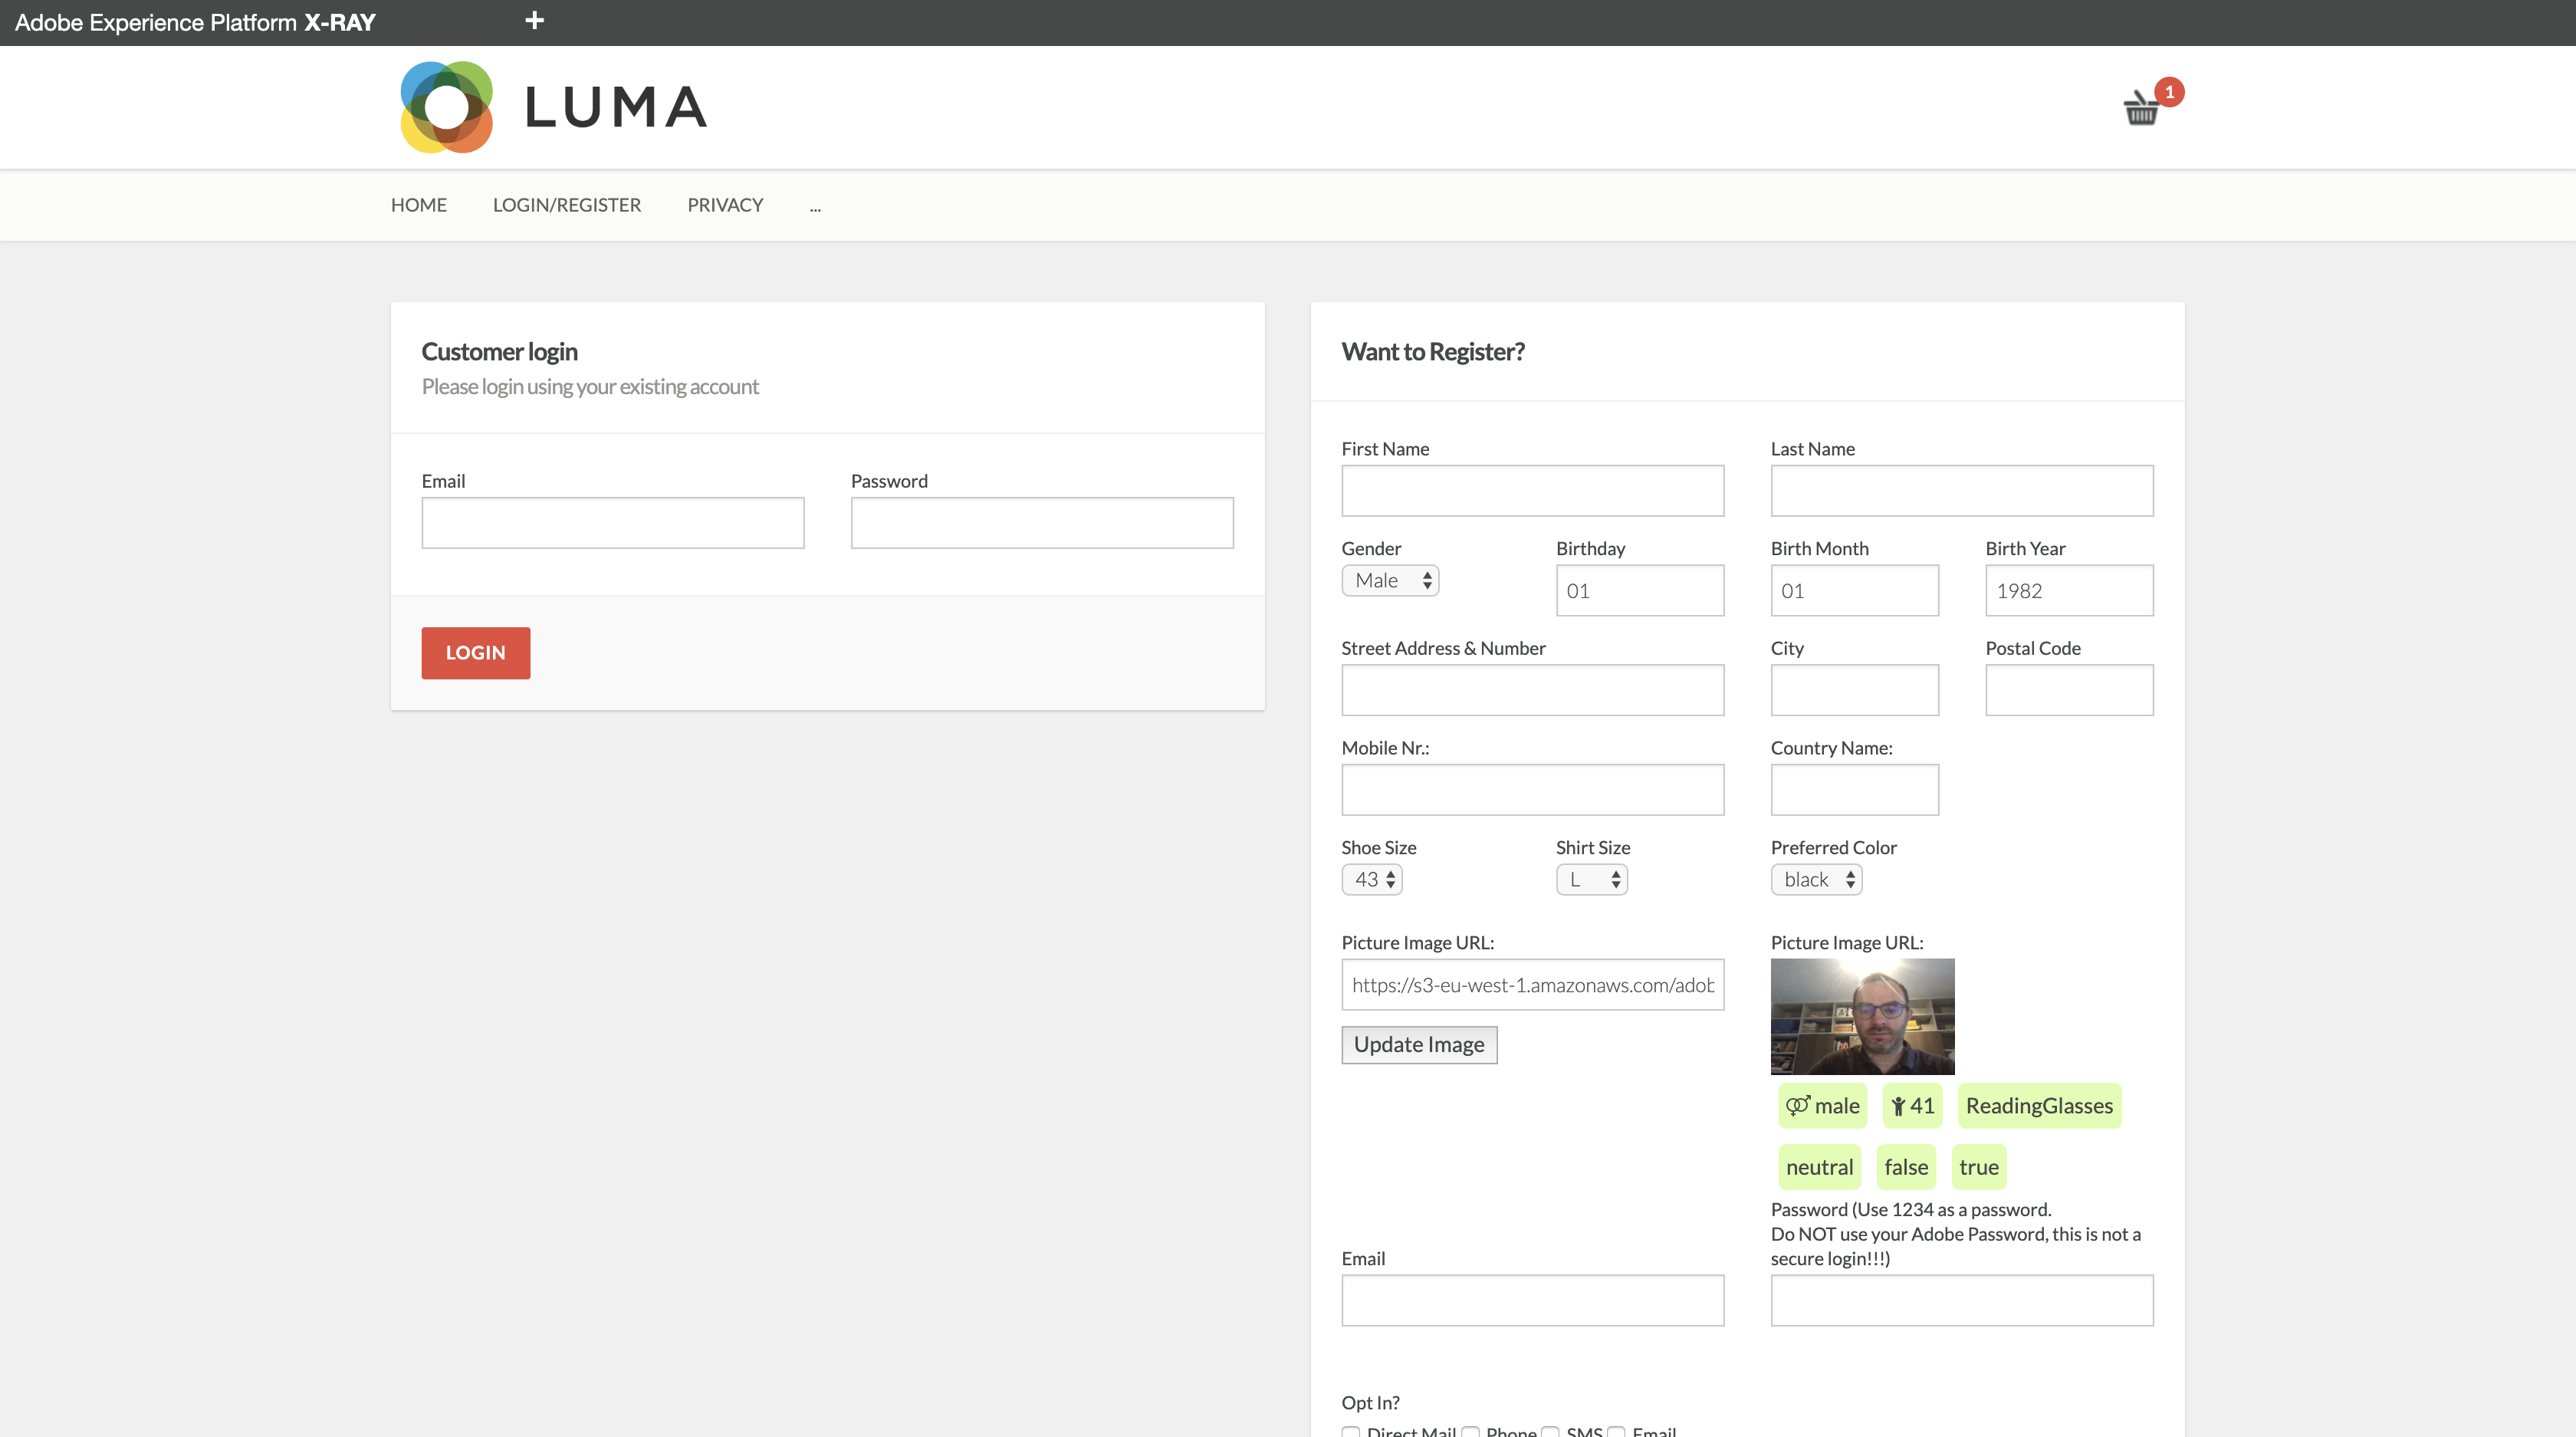 Adobe Experience Platform X-RAY +
LUMA
1
HOME LOGIN/REGISTER PRIVACY ...
Customer login
Please login using your existing account
Email Password
LOGIN
Want to Register?
First Name Last Name
Gender Birthday Birth Month Birth Year
Male 01 01 1982
Street Address & Number City Postal Code
Mobile Nr.: Country Name:
Shoe Size Shirt Size Preferred Color
43 L black
Picture Image URL: Picture Image URL:
https://s3-eu-west-1.amazonaws.com/adob
Update Image
male 41 ReadingGlasses
neutral false true
Password (Use 1234 as a password.
Do NOT use your Adobe Password, this is not a
Email secure login!!!)
Opt In?
Direct Mail Phone SMS Email